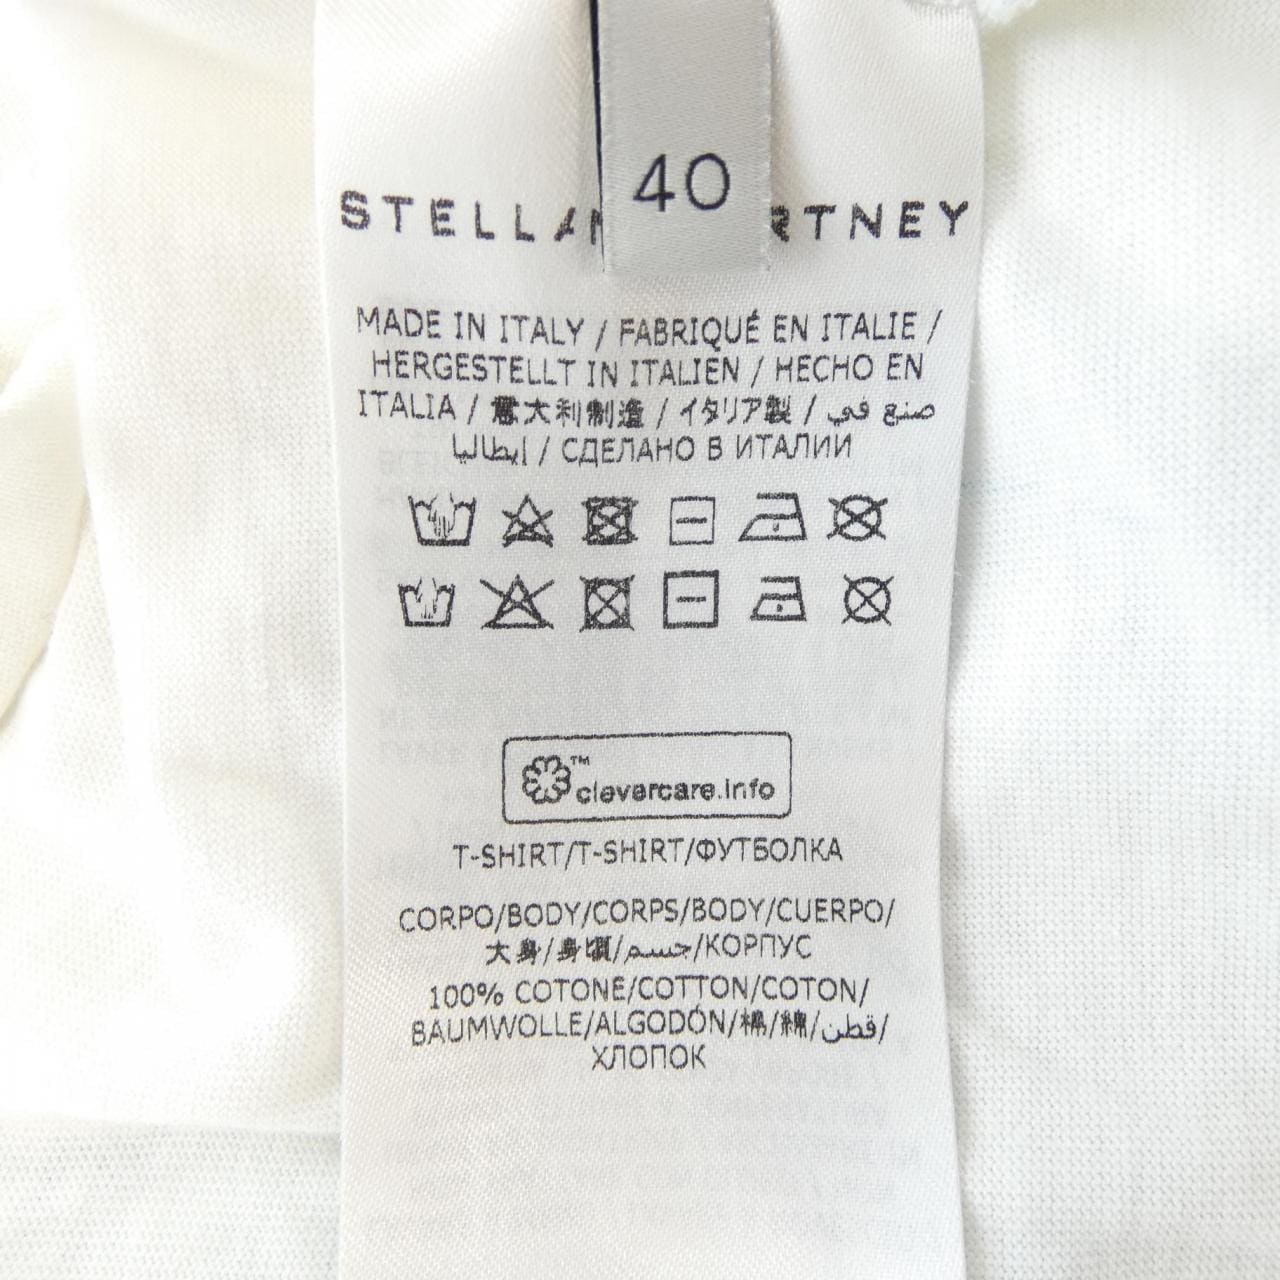 40
STELLA RTNEY
MADE IN ITALY / FABRIQUÉ EN ITALIE /
HERGESTELLT IN ITALIEN / HECHO EN
ITALIA / 意大利制造 / イタリア製 / صنع في
إيطاليا / СДЕЛАНО В ИТАЛИИ
™
clevercare.info
T-SHIRT/T-SHIRT/ФУТБОЛКА
CORPO/BODY/CORPS/BODY/CUERPO/
大身/身頃/جسم/КОРПУС
100% COTONE/COTTON/COTON/
BAUMWOLLE/ALGODÓN/棉/綿/قطن/
ХЛОПОК